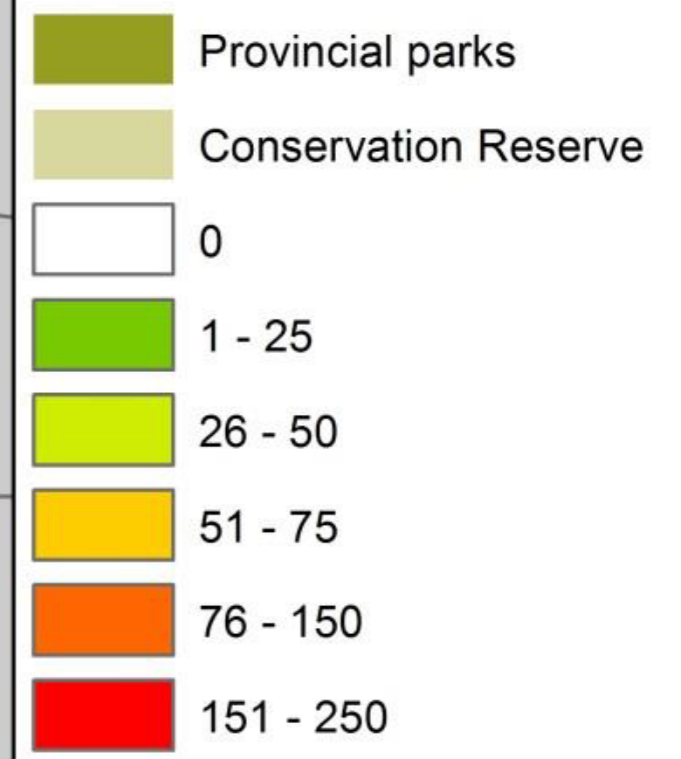 Provincial parks
Conservation Reserve
0
1 - 25
26 - 50
51 - 75
76 - 150
151 - 250